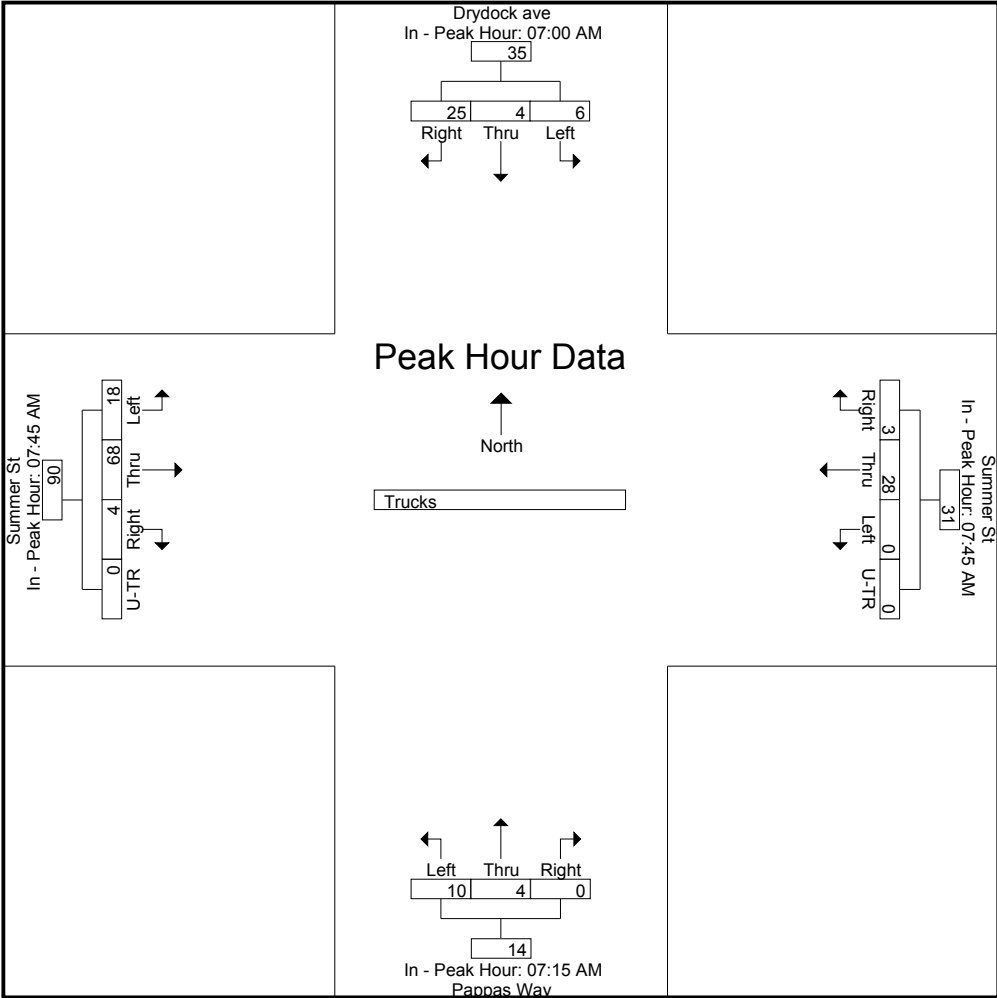 Drydock ave
In - Peak Hour: 07:00 AM
35
25 4 6
Right Thru Left
Peak Hour Data
North
Trucks
Summer St
In - Peak Hour: 07:45 AM
90
18 68 4 0
Left Thru Right U-TR
Summer St
In - Peak Hour: 07:45 AM
31
3 28 0 0
Right Thru Left U-TR
Left Thru Right
10 4 0
14
In - Peak Hour: 07:15 AM
Pappas Way